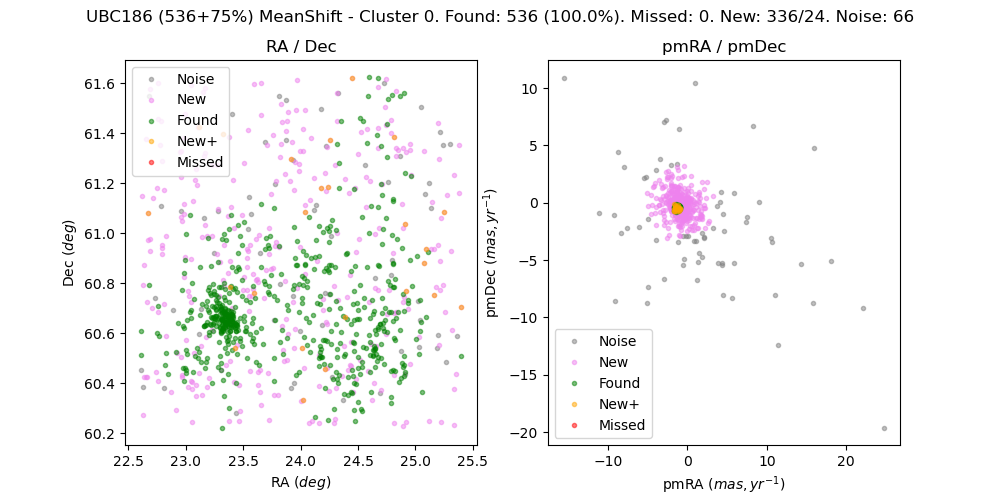 UBC186 (536+75%) MeanShift - Cluster 0. Found: 536 (100.0%). Missed: 0. New: 336/24. Noise: 66
RA / Dec
Dec (deg)
61.6
61.4
61.2
61.0
60.8
60.6
60.4
60.2
Noise
New
Found
New+
Missed
22.5 23.0 23.5 24.0 24.5 25.0 25.5
RA (deg)
pmRA / pmDec
pmDec (mas, yr⁻¹)
10
5
0
−5
−10
−15
−20
Noise
New
Found
New+
Missed
−10 0 10 20
pmRA (mas, yr⁻¹)